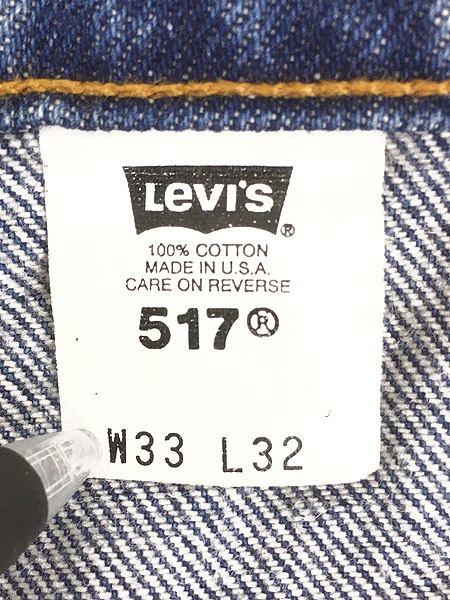 LEVI'S®
100% COTTON
MADE IN U.S.A.
CARE ON REVERSE
517®
W33 L32